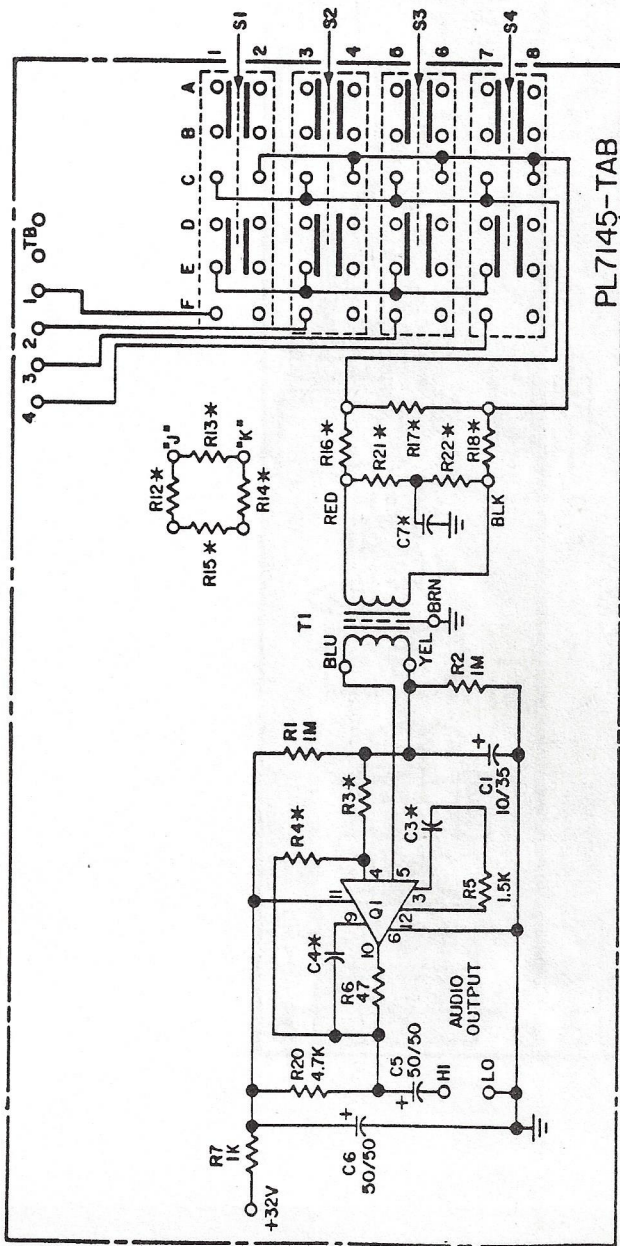 4
3
2
1
TB
A
B
C
D
E
F
1
2
3
4
5
6
7
8
S1
S2
S3
S4
R12*
"J"
R13*
"K"
R14*
R15*
R16*
R21*
R17*
R22*
R18*
RED
C7*
BLK
T1
BLU
YEL
BRN
R1
1M
R2
1M
R3*
R4*
C1
+
10/35
C3*
R5
1.5K
Q1
4
5
3
12
6
10
9
11
C4*
R6
47
AUDIO
OUTPUT
R20
4.7K
C5
50/50
+
HI
LO
R7
1K
+
C6
50/50
+32V
PL7145-TAB